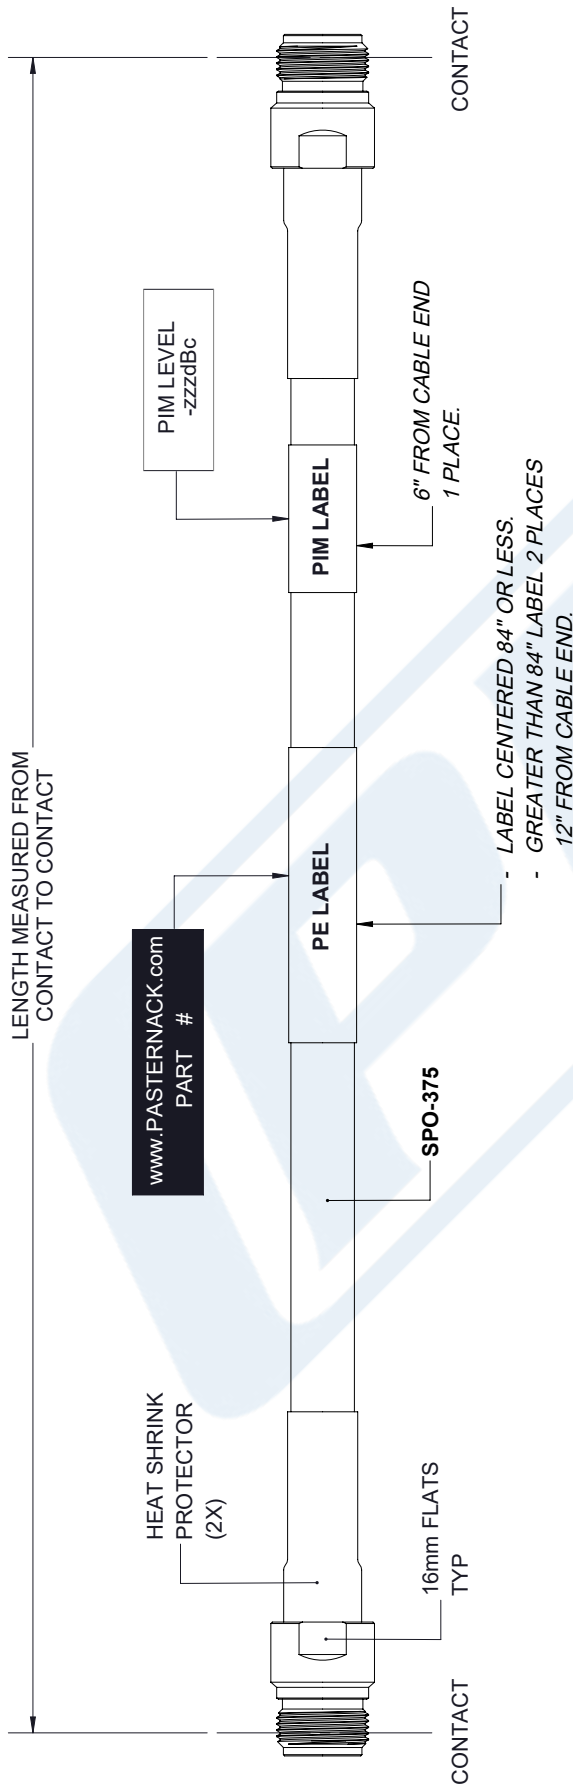 LENGTH MEASURED FROM
CONTACT TO CONTACT
HEAT SHRINK
PROTECTOR
(2X)
www.PASTERNACK.com
PART #
PIM LEVEL
-zzzdBc
PE LABEL
PIM LABEL
CONTACT
16mm FLATS
TYP
SPO-375
- LABEL CENTERED 84" OR LESS.
- GREATER THAN 84" LABEL 2 PLACES
12" FROM CABLE END.
6" FROM CABLE END
1 PLACE.
CONTACT